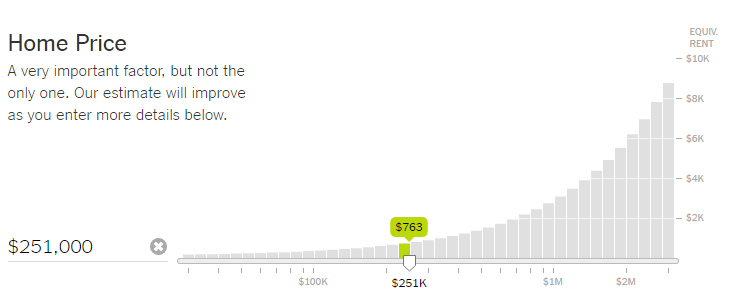 EQUIV.
RENT
Home Price
A very important factor, but not the
only one. Our estimate will improve
as you enter more details below.
$10K
$8K
$6K
$4K
$2K
$763
$251,000
$100K
$251K
$1M
$2M